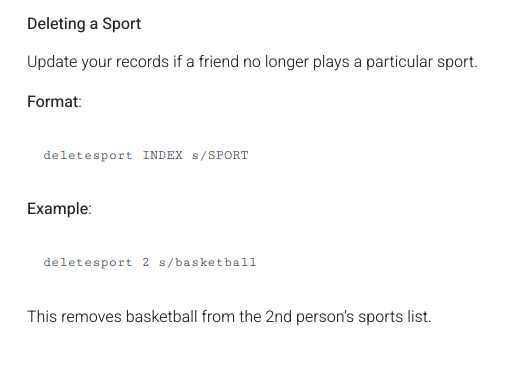 Deleting a Sport
Update your records if a friend no longer plays a particular sport.
Format:
deletesport INDEX s/SPORT
Example:
deletesport 2 s/basketball
This removes basketball from the 2nd person’s sports list.